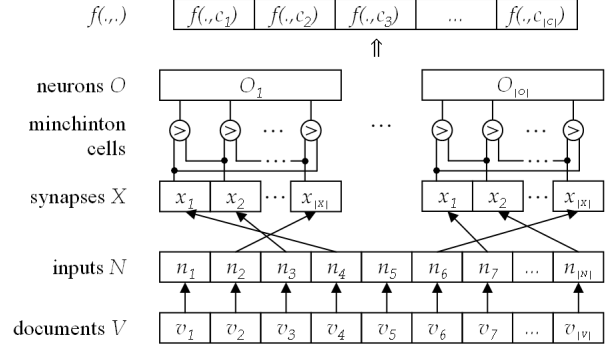 f(.,.) f(.,c1) f(.,c2) f(.,c3) ... f(.,c|c|)
⇑
neurons O O1 O|O|
minchinton cells > > ... > ... > > ... >
synapses X x1 x2 ... x|x| x1 x2 ... x|x|
inputs N n1 n2 n3 n4 n5 n6 n7 ... n|N|
documents V v1 v2 v3 v4 v5 v6 v7 ... v|v|